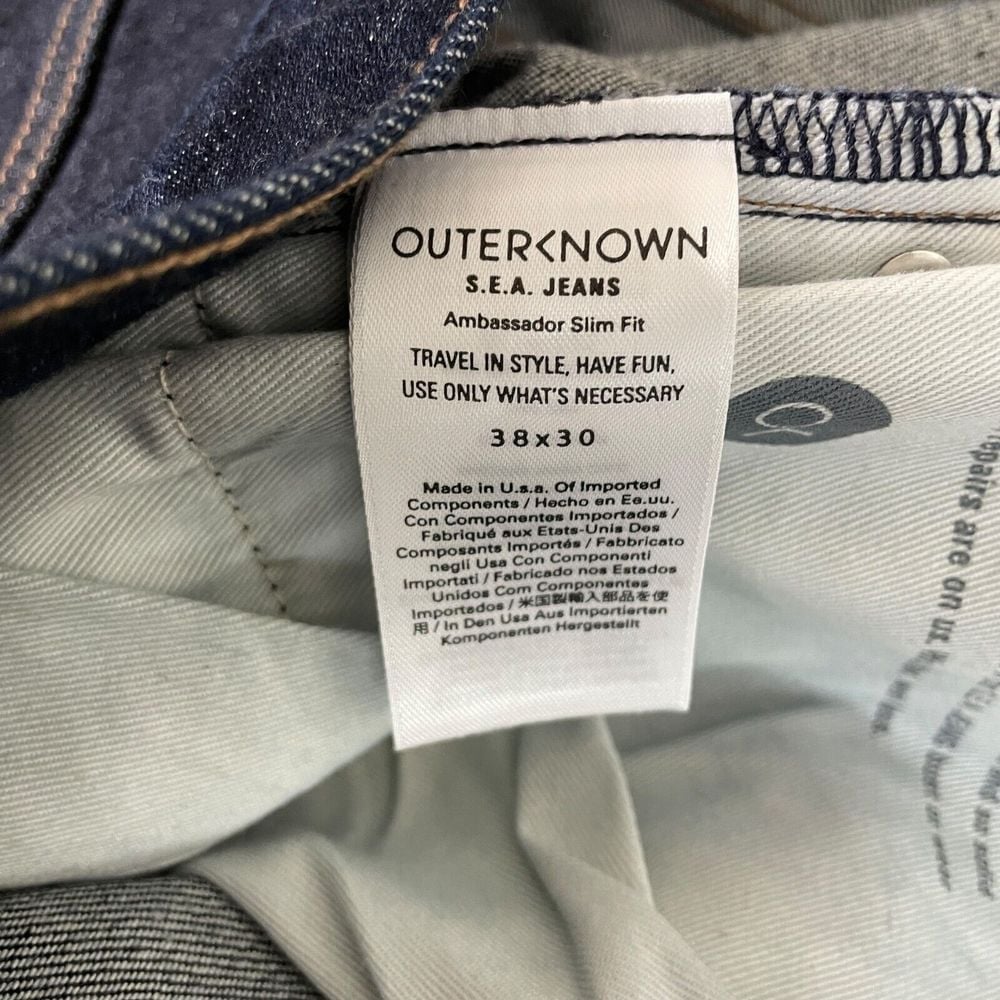 OUTERKNOWN
S.E.A. JEANS
Ambassador Slim Fit
TRAVEL IN STYLE, HAVE FUN,
USE ONLY WHAT'S NECESSARY
38x30
Made in U.s.a. Of Imported
Components / Hecho en Ee.uu.
Con Componentes Importados /
Fabriqué aux Etats-Unis Des
Composants Importés / Fabbricato
negli Usa Con Componenti
Importati / Fabricado nos Estados
Unidos Com Componentes
Importados / 米国製輸入部品を使
用 / In Den Usa Aus Importierten
Komponenten Hergestellt
OK
repairs are on us.